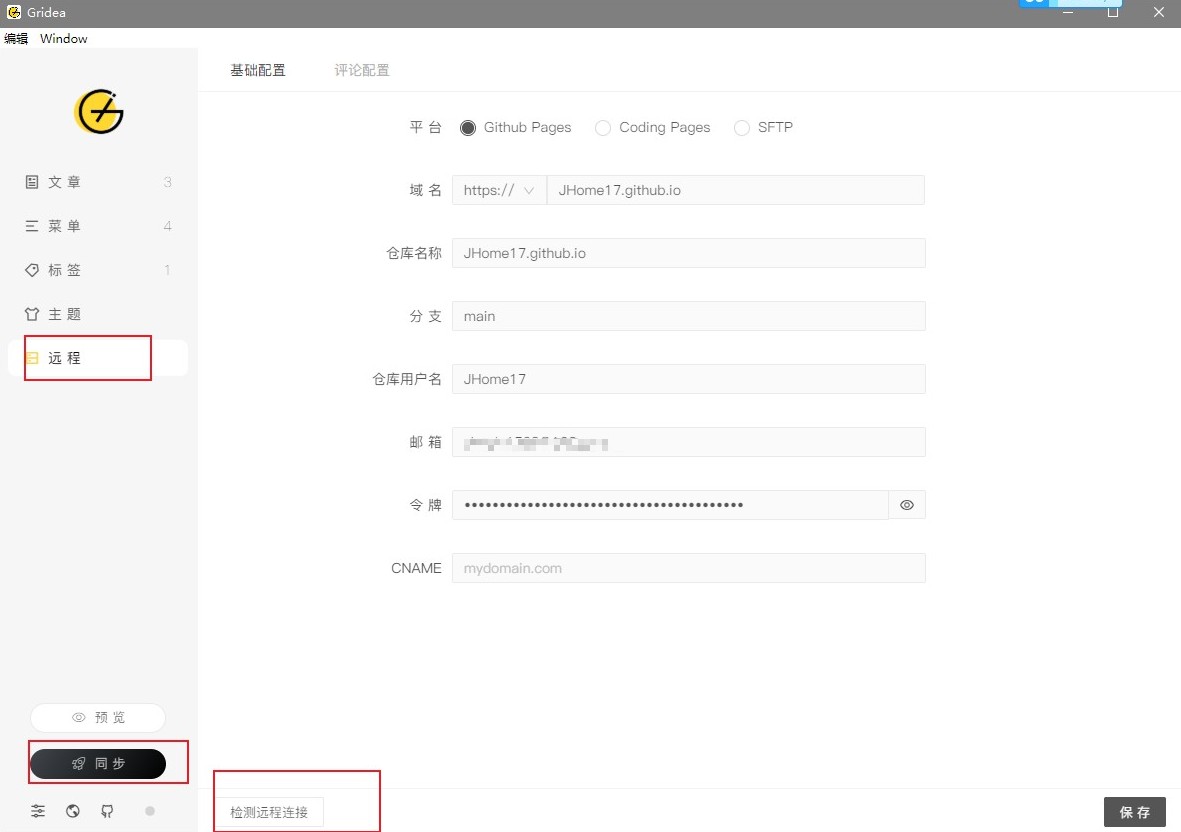 Gridea
编辑 Window
基础配置 评论配置
平台 Github Pages Coding Pages SFTP
文章 3
域名 https:// JHome17.github.io
菜单 4
仓库名称 JHome17.github.io
标签 1
主题
分支 main
远程
仓库用户名 JHome17
邮箱
令牌 ••••••••••••••••••••••••••••••••••••••••
CNAME mydomain.com
预览
同步
检测远程连接 保存